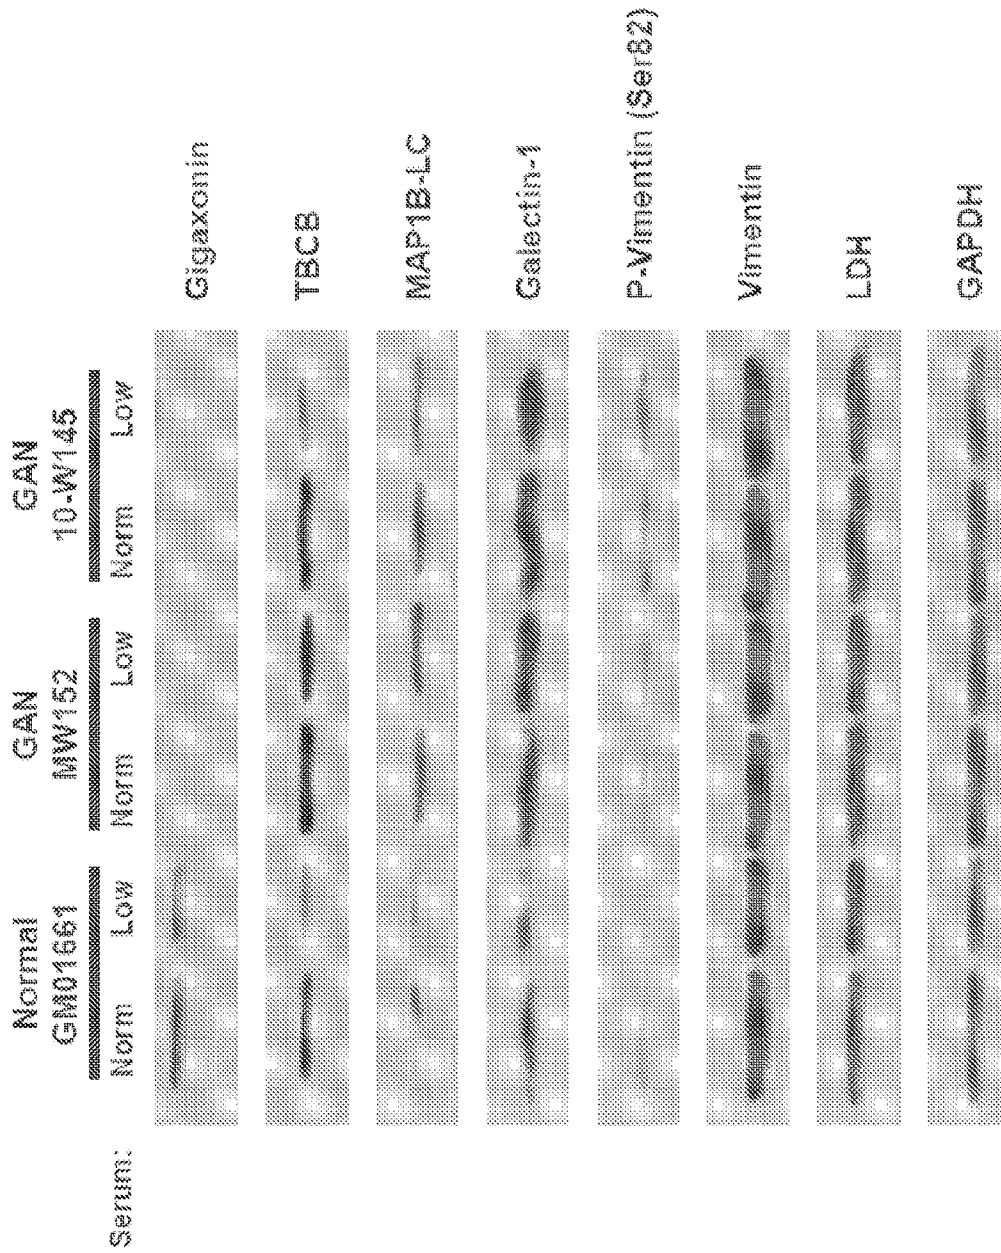 Normal
GM01661
GAN
MW152
GAN
10-W145
Serum:
Norm
Low
Norm
Low
Norm
Low
Gigaxonin
TBCB
MAP1B-LC
Galectin-1
P-Vimentin (Ser82)
Vimentin
LDH
GAPDH